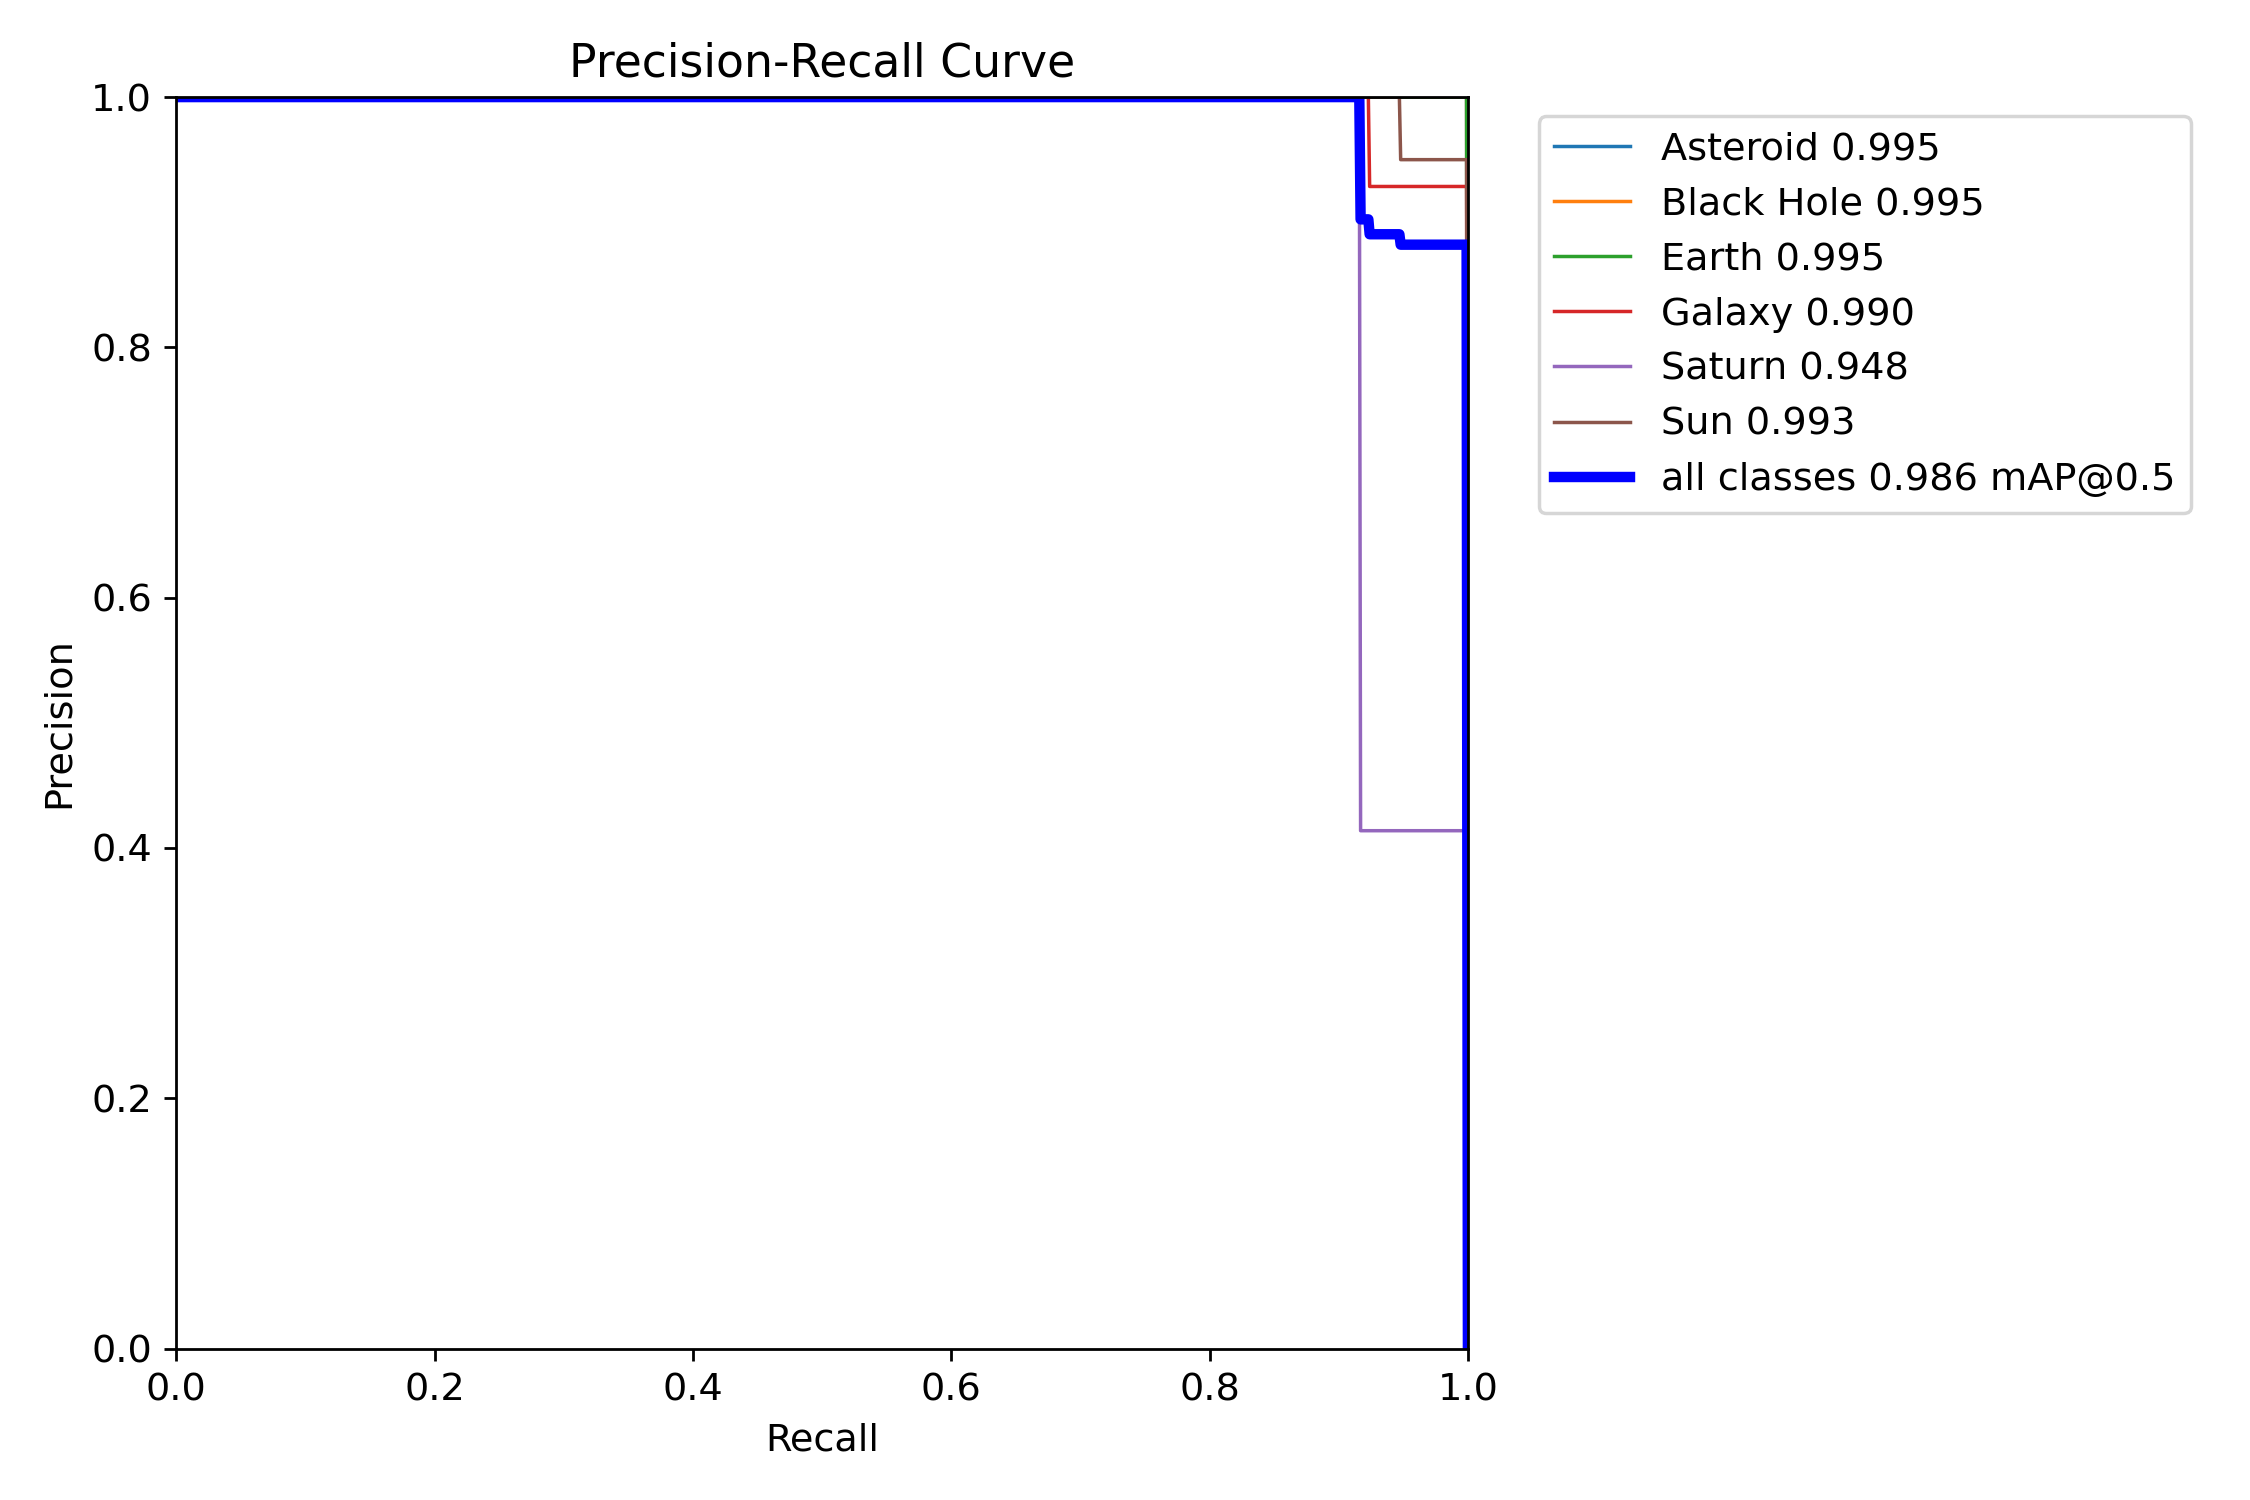 Precision-Recall Curve
1.0
0.8
0.6
0.4
0.2
0.0
Precision
0.0 0.2 0.4 0.6 0.8 1.0
Recall
Asteroid 0.995
Black Hole 0.995
Earth 0.995
Galaxy 0.990
Saturn 0.948
Sun 0.993
all classes 0.986 mAP@0.5